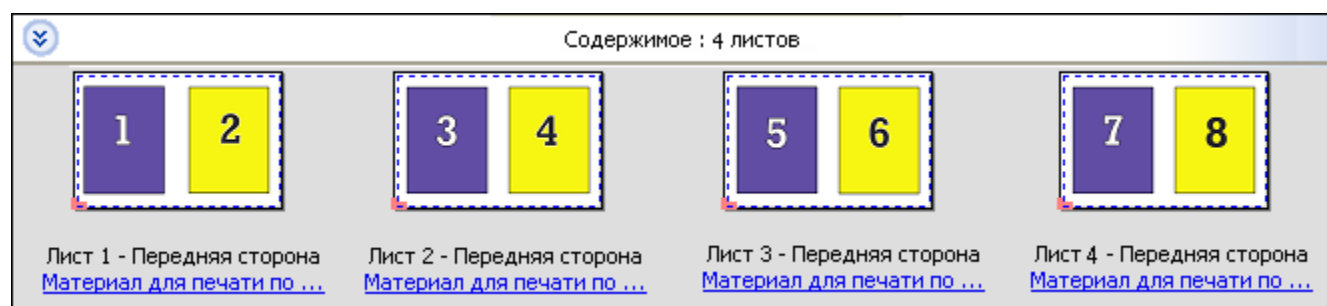 Содержимое : 4 листов
1 2 3 4 5 6 7 8
Лист 1 - Передняя сторона Лист 2 - Передняя сторона Лист 3 - Передняя сторона Лист 4 - Передняя сторона
Материал для печати по ... Материал для печати по ... Материал для печати по ... Материал для печати по ...